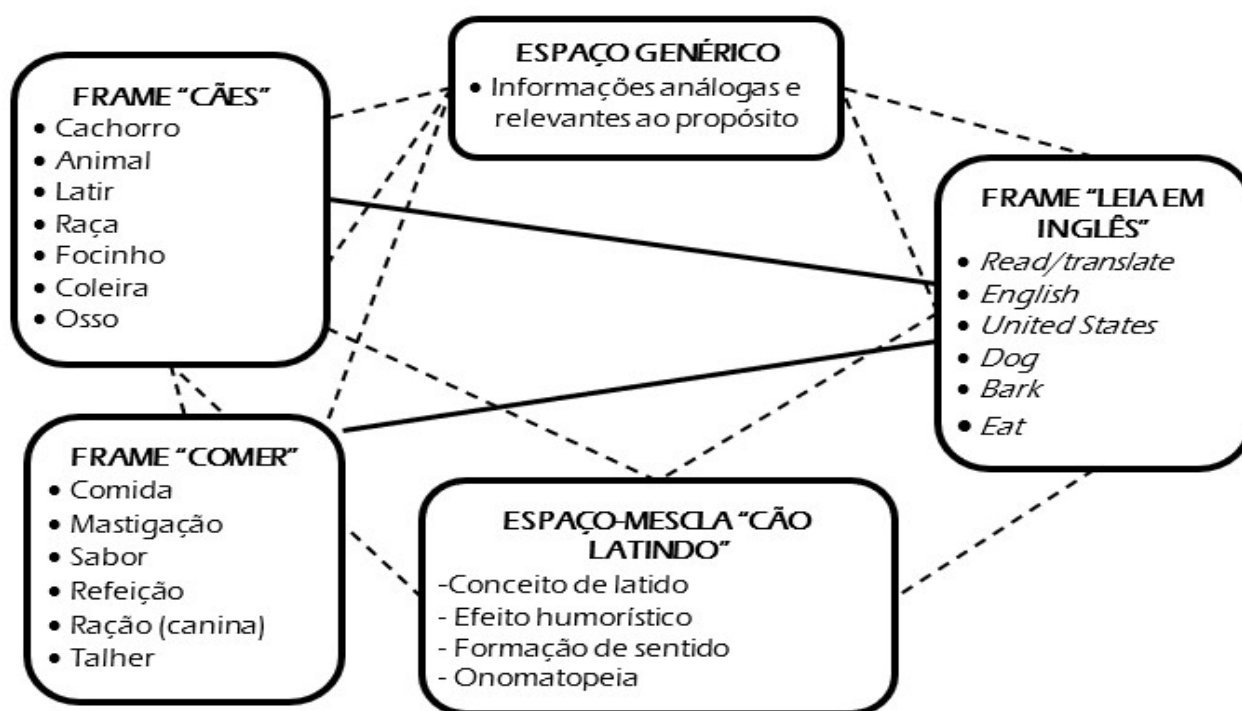 FRAME “CÃES”
• Cachorro
• Animal
• Latir
• Raça
• Focinho
• Coleira
• Osso
ESPAÇO GENÉRICO
• Informações análogas e
relevantes ao propósito
FRAME “LEIA EM
INGLÊS”
• Read/translate
• English
• United States
• Dog
• Bark
• Eat
FRAME “COMER”
• Comida
• Mastigação
• Sabor
• Refeição
• Ração (canina)
• Talher
ESPAÇO-MESCLA “CÃO
LATINDO”
-Conceito de latido
- Efeito humorístico
- Formação de sentido
- Onomatopeia